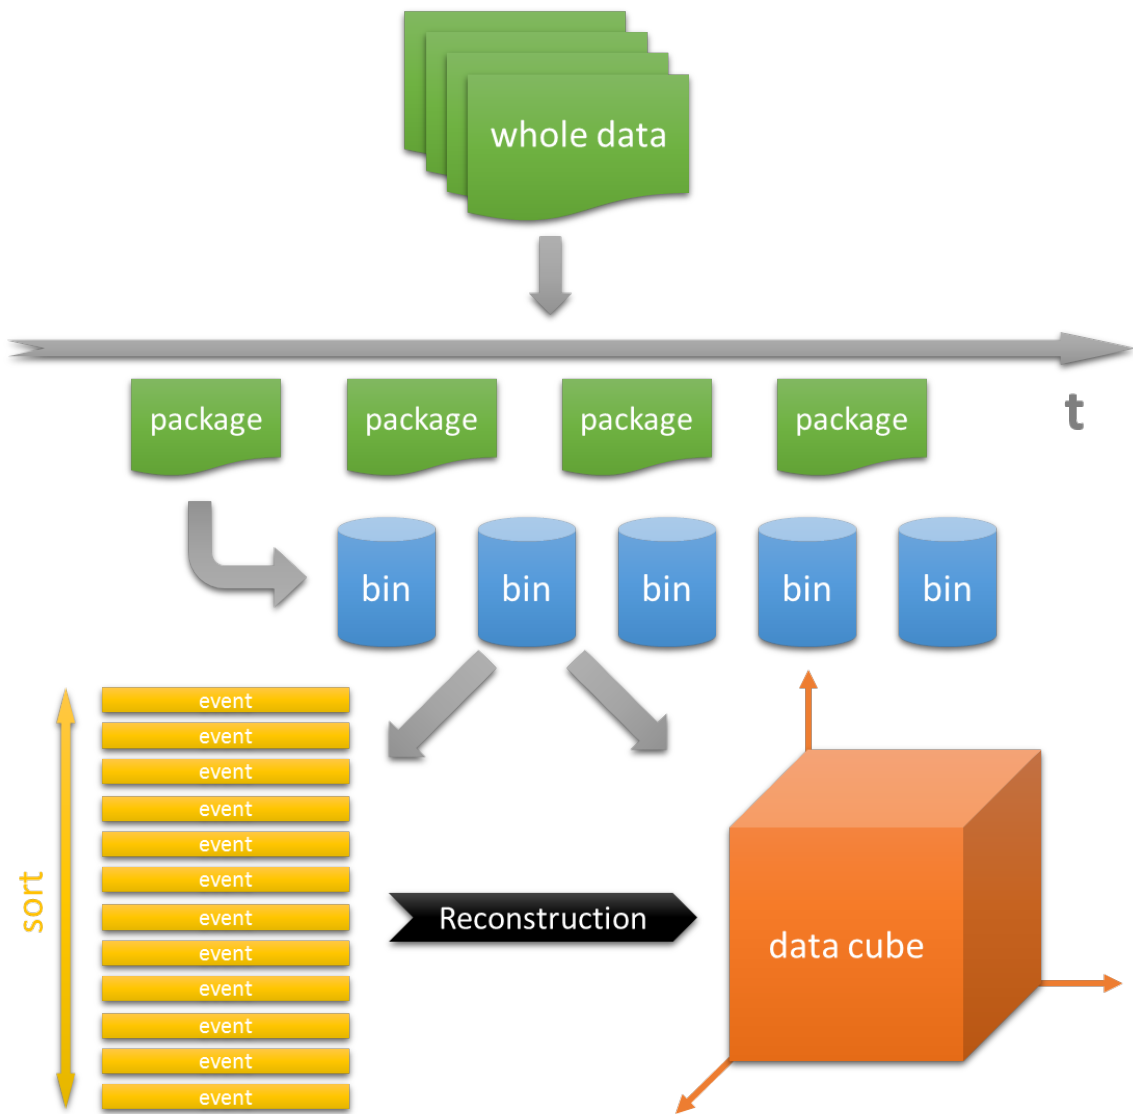 whole data
t
package
package
package
package
bin
bin
bin
bin
bin
sort
event
event
event
event
event
event
event
event
event
event
event
event
Reconstruction
data cube